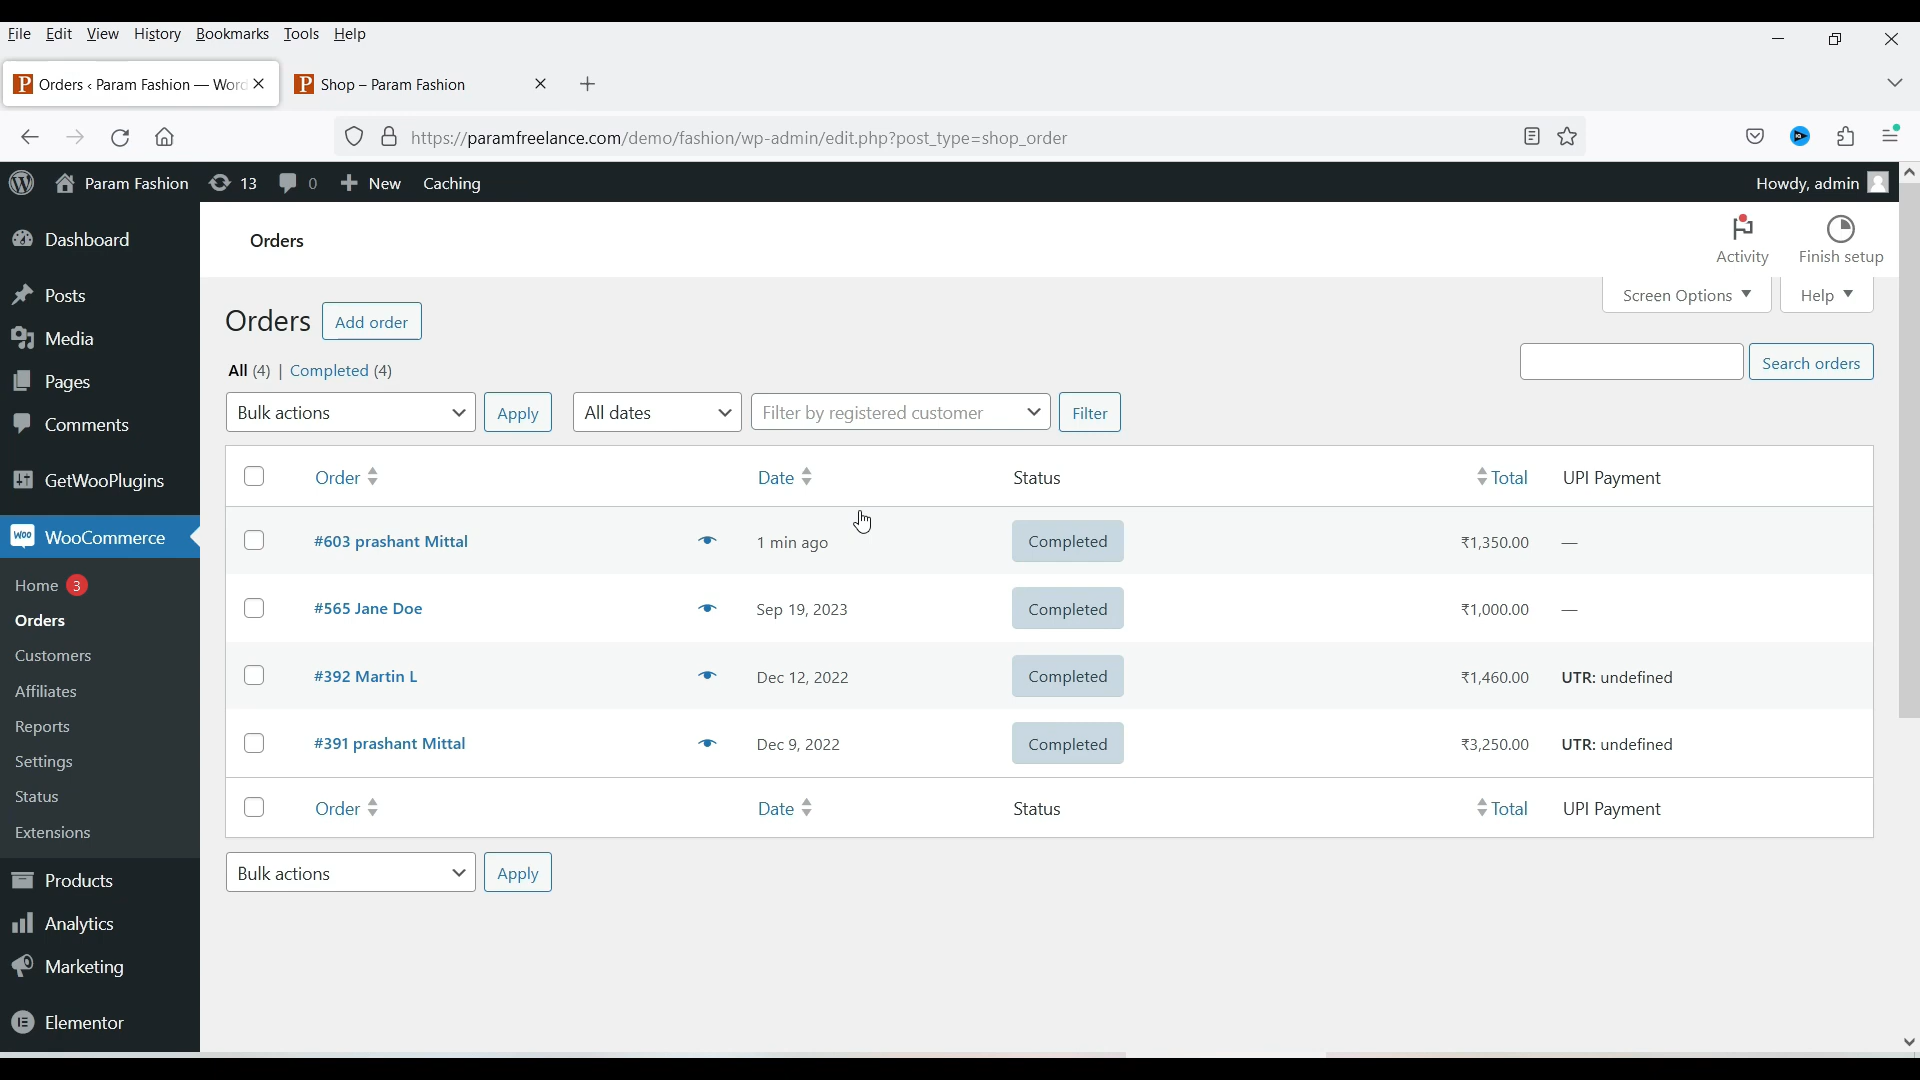 File Edit View History Bookmarks Tools Help
Orders ‹ Param Fashion — Word
Shop – Param Fashion
https://paramfreelance.com/demo/fashion/wp-admin/edit.php?post_type=shop_order
Param Fashion 13 0 New Caching Howdy, admin
Dashboard
Posts
Media
Pages
Comments
GetWooPlugins
Woo WooCommerce
Home 3
Orders
Customers
Affiliates
Reports
Settings
Status
Extensions
Products
Analytics
Marketing
Elementor
Orders
Activity
Finish setup
Screen Options
Help
Orders Add order
All (4) | Completed (4)
Search orders
Bulk actions Apply All dates Filter by registered customer Filter
Order Date Status Total UPI Payment
#603 prashant Mittal 1 min ago Completed ₹1,350.00 —
#565 Jane Doe Sep 19, 2023 Completed ₹1,000.00 —
#392 Martin L Dec 12, 2022 Completed ₹1,460.00 UTR: undefined
#391 prashant Mittal Dec 9, 2022 Completed ₹3,250.00 UTR: undefined
Order Date Status Total UPI Payment
Bulk actions Apply